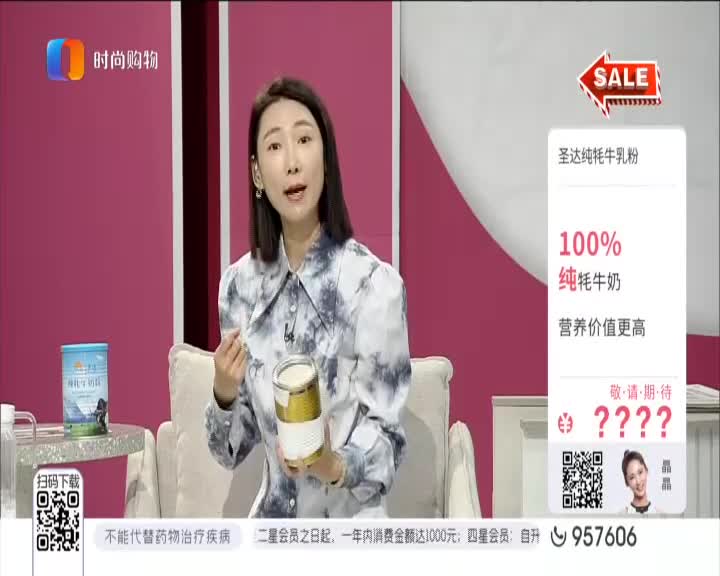 时尚购物
SALE
圣达纯牦牛乳粉
100%
纯牦牛奶
营养价值更高
敬·请·期·待
¥ ????
晶晶
扫码下载
不能代替药物治疗疾病
二星会员之日起，一年内消费金额达1000元；四星会员：自升
957606